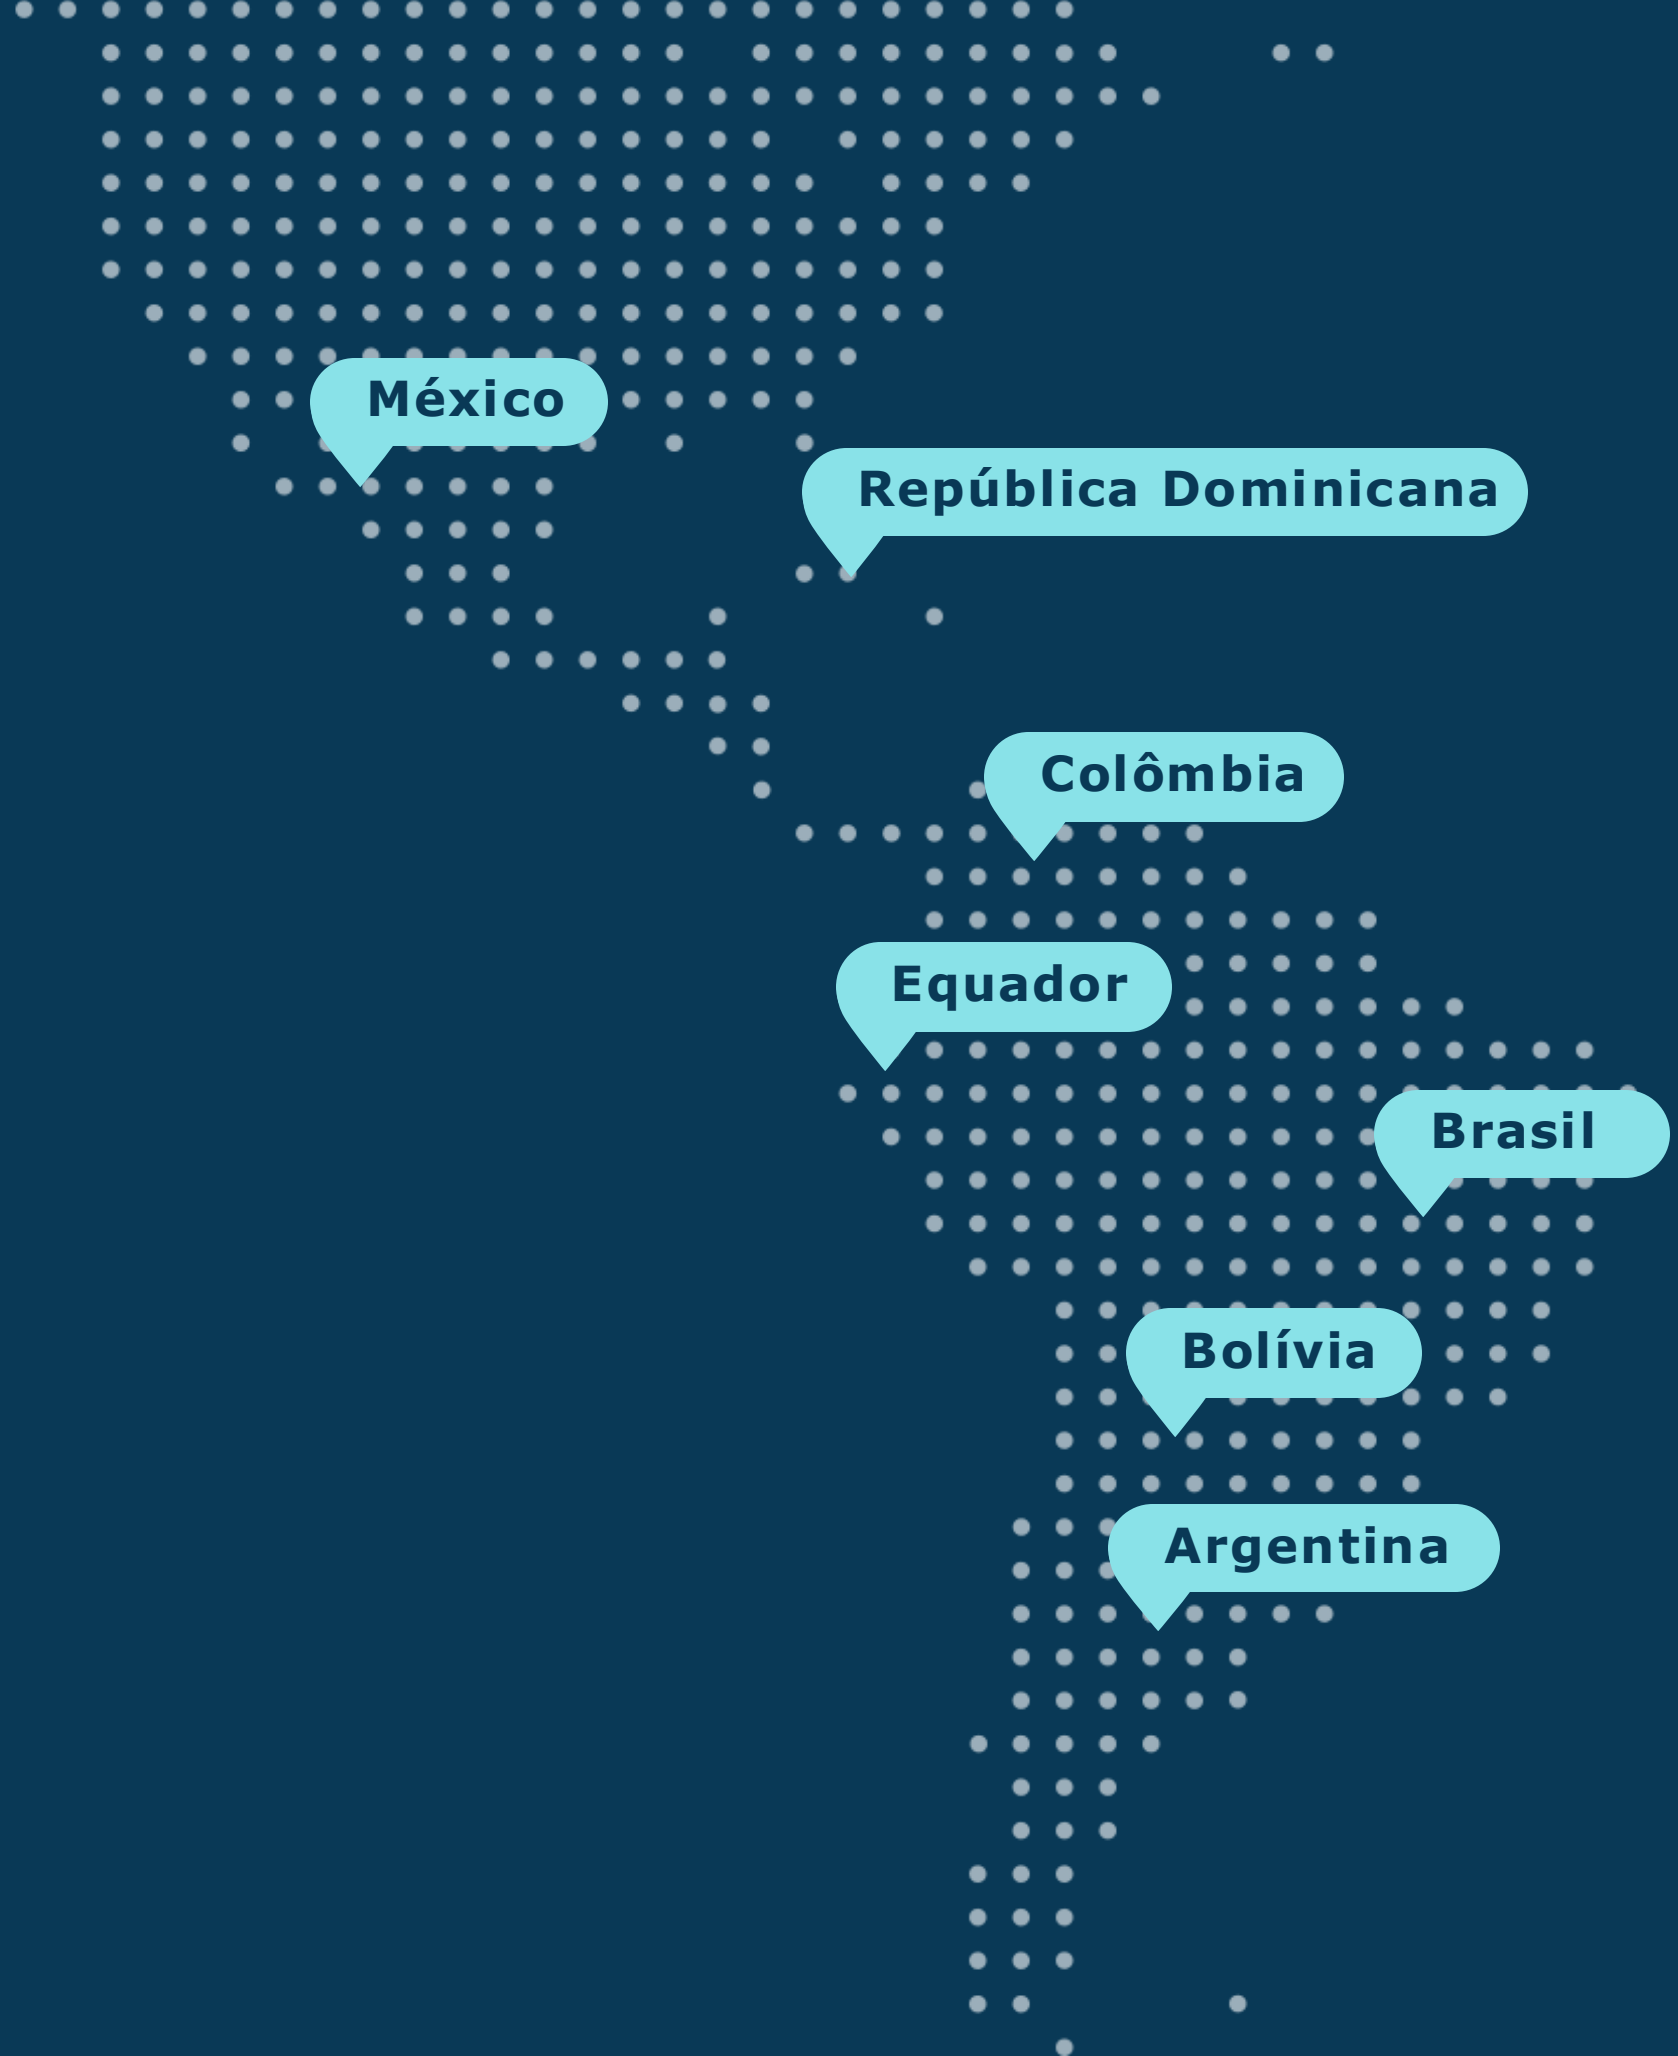 México
República Dominicana
Colômbia
Equador
Brasil
Bolívia
Argentina